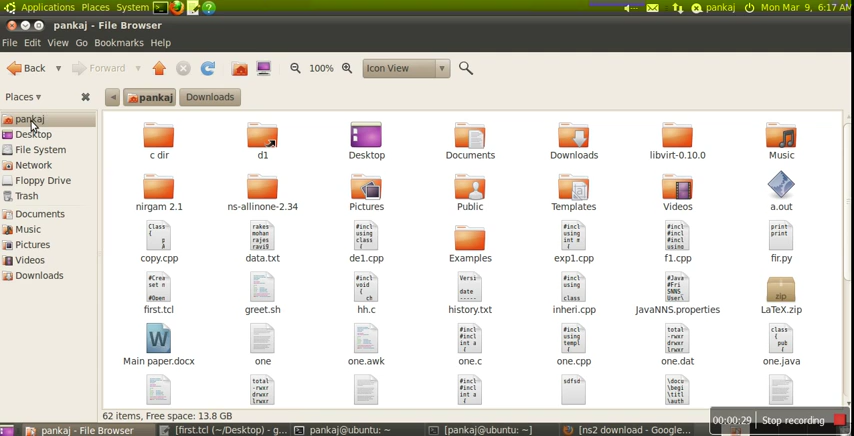 Applications Places System pankaj Mon Mar 9, 6:17 AM
pankaj - File Browser
File Edit View Go Bookmarks Help
Back Forward 100% Icon View
Places pankaj Downloads
pankaj
Desktop
File System
Network
Floppy Drive
Trash
Documents
Music
Pictures
Videos
Downloads
c dir d1 Desktop Documents Downloads libvirt-0.10.0 Music
nirgam 2.1 ns-allinone-2.34 Pictures Public Templates Videos a.out
copy.cpp data.txt de1.cpp Examples exp1.cpp f1.cpp fir.py
first.tcl greet.sh hh.c history.txt inheri.cpp JavaNNS.properties LaTeX.zip
Main paper.docx one one.awk one.c one.cpp one.dat one.java
62 items, Free space: 13.8 GB
00:00:29 Stop recording
pankaj - File Browser [first.tcl (~/Desktop) - g... pankaj@ubuntu: ~ [pankaj@ubuntu: ~] [ns2 download - Google...